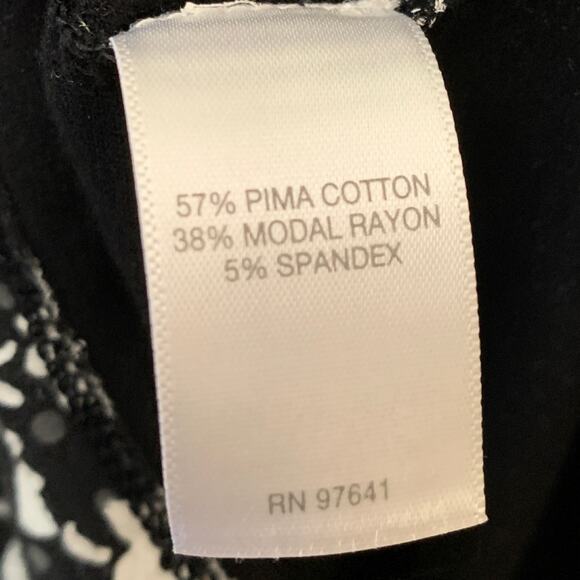 57% PIMA COTTON
38% MODAL RAYON
5% SPANDEX
RN 97641